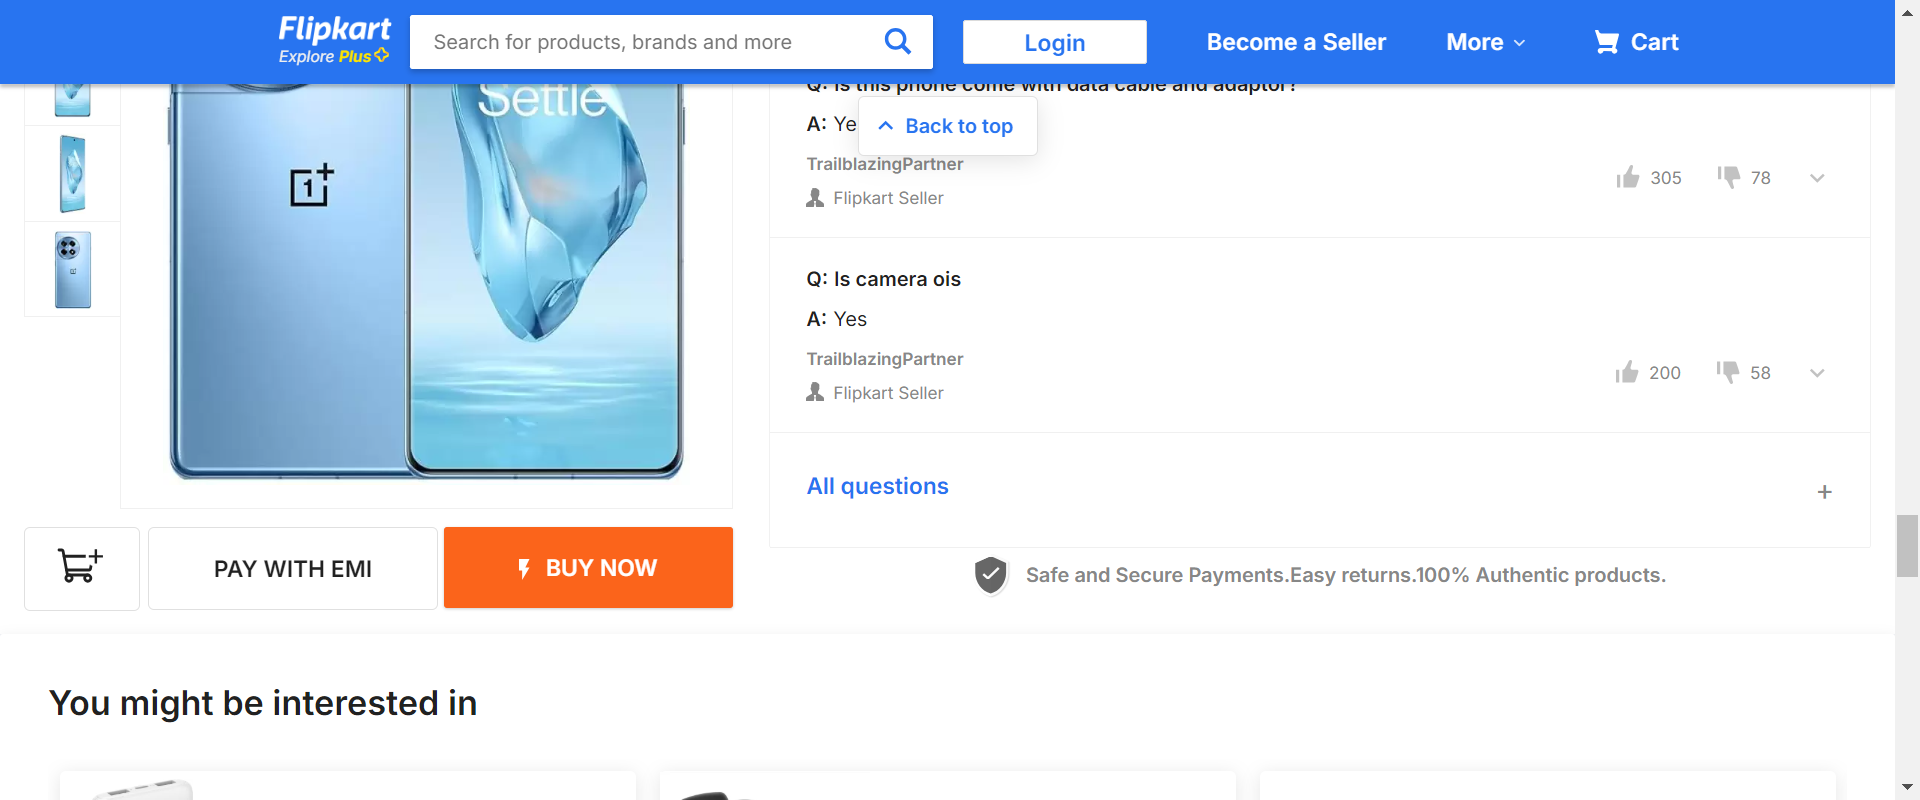 Flipkart
Explore Plus
Search for products, brands and more
Login
Become a Seller
More
Cart
Settle
1
Q: Is this phone come with data cable and adaptor?
A: Ye
Back to top
TrailblazingPartner
Flipkart Seller
305
78
Q: Is camera ois
A: Yes
TrailblazingPartner
Flipkart Seller
200
58
All questions
+
PAY WITH EMI
BUY NOW
Safe and Secure Payments.Easy returns.100% Authentic products.
You might be interested in